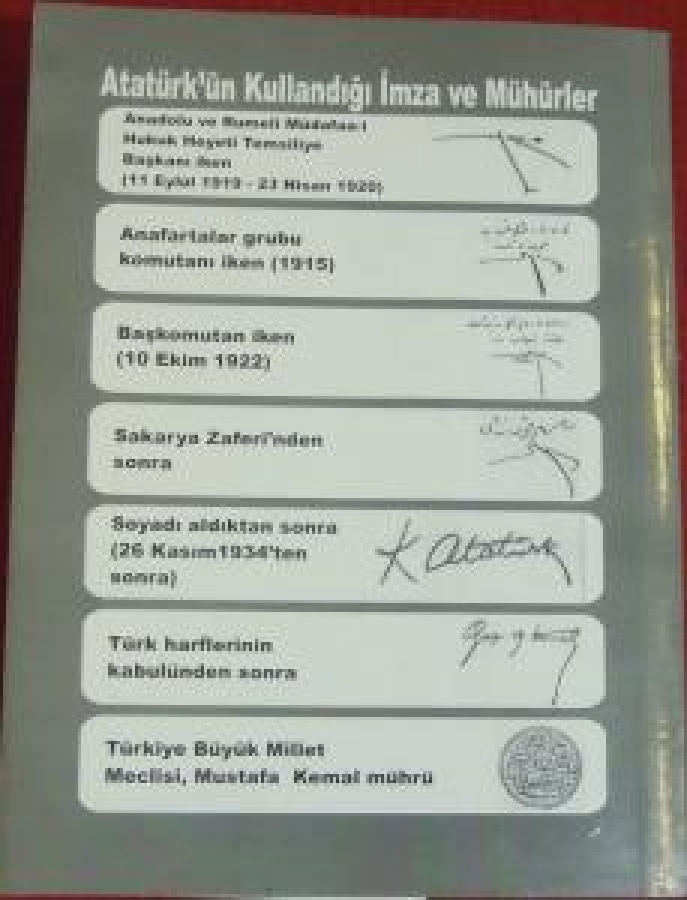 Atatürk'ün Kullandığı İmza ve Mühürler
Anadolu ve Rumeli Müdafaa-i
Hukuk Heyeti Temsiliye
Başkanı iken
(11 Eylül 1919 - 23 Nisan 1920)
Anafartalar grubu
komutanı iken (1915)
Başkomutan iken
(10 Ekim 1922)
Sakarya Zaferi'nden
sonra
Soyadı aldıktan sonra
(26 Kasım1934'ten
sonra)
K Atatürk
Türk harflerinin
kabulünden sonra
Türkiye Büyük Millet
Meclisi, Mustafa Kemal mührü